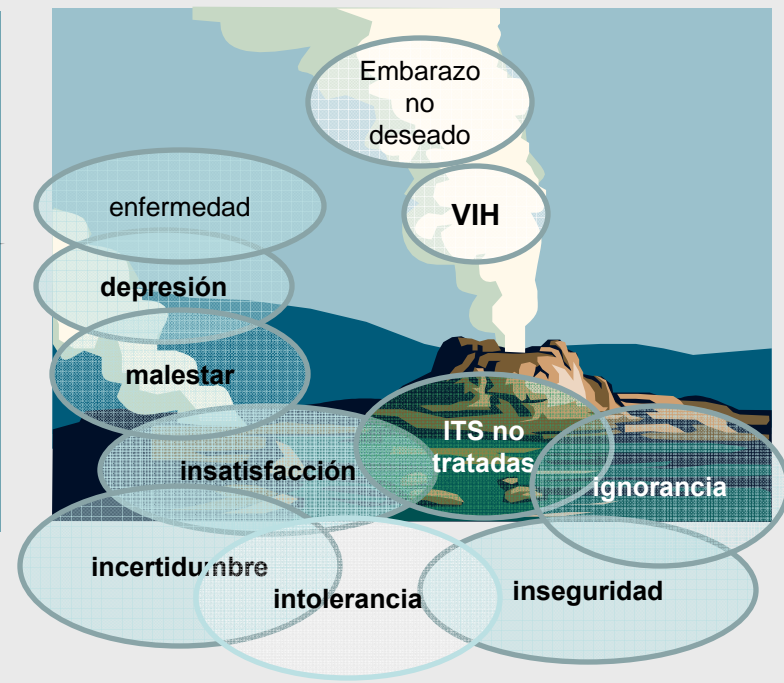 Embarazo
no
deseado
enfermedad
VIH
depresión
malestar
ITS no
tratadas
insatisfacción
ignorancia
incertidumbre
intolerancia
inseguridad